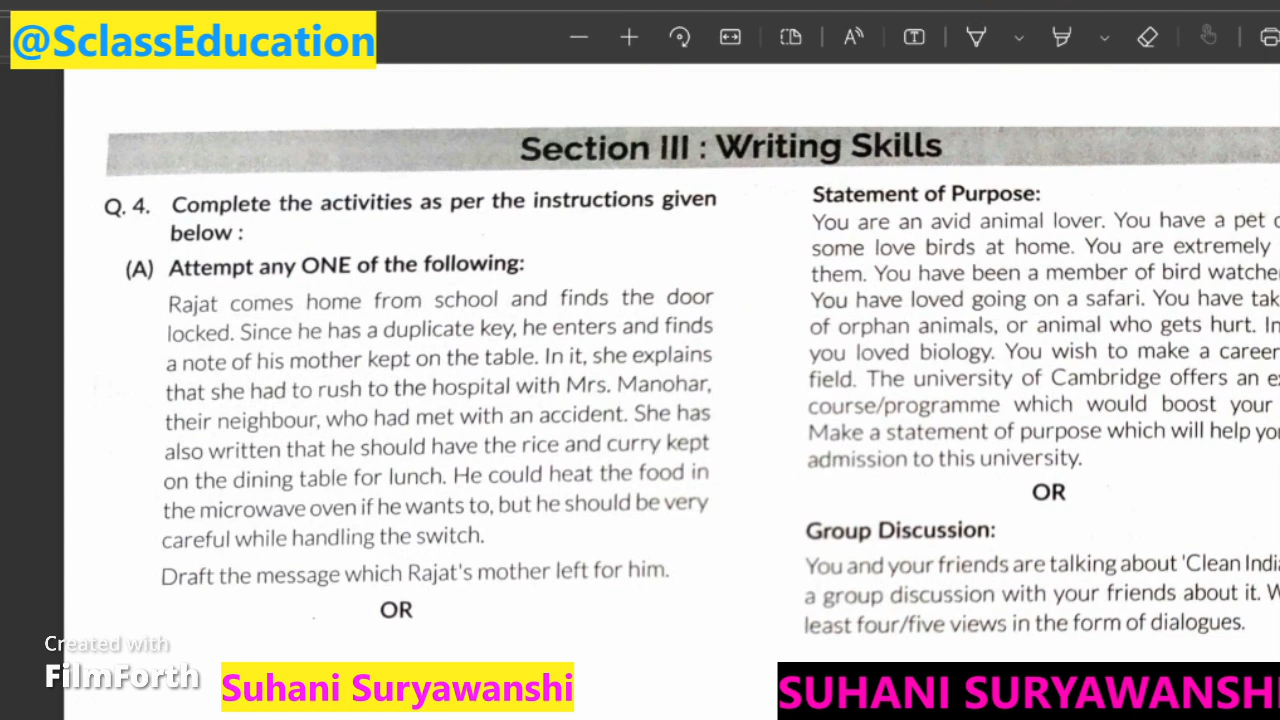 @SclassEducation
Section III : Writing Skills
Q. 4. Complete the activities as per the instructions given
below :
(A) Attempt any ONE of the following:
Rajat comes home from school and finds the door
locked. Since he has a duplicate key, he enters and finds
a note of his mother kept on the table. In it, she explains
that she had to rush to the hospital with Mrs. Manohar,
their neighbour, who had met with an accident. She has
also written that he should have the rice and curry kept
on the dining table for lunch. He could heat the food in
the microwave oven if he wants to, but he should be very
careful while handling the switch.
Draft the message which Rajat's mother left for him.
OR
Statement of Purpose:
You are an avid animal lover. You have a pet
some love birds at home. You are extremely
them. You have been a member of bird
You have loved going on a safari. You have
of orphan animals, or animal who gets hurt.
you loved biology. You wish to make a career
field. The university of Cambridge offers an
course/programme which would boost your
Make a statement of purpose which will help
admission to this university.
OR
Group Discussion:
You and your friends are talking about 'Clean
a group discussion with your friends about it.
least four/five views in the form of dialogues.
Created with
FilmForth
Suhani Suryawanshi
SURYAWANSHI
SUHANI